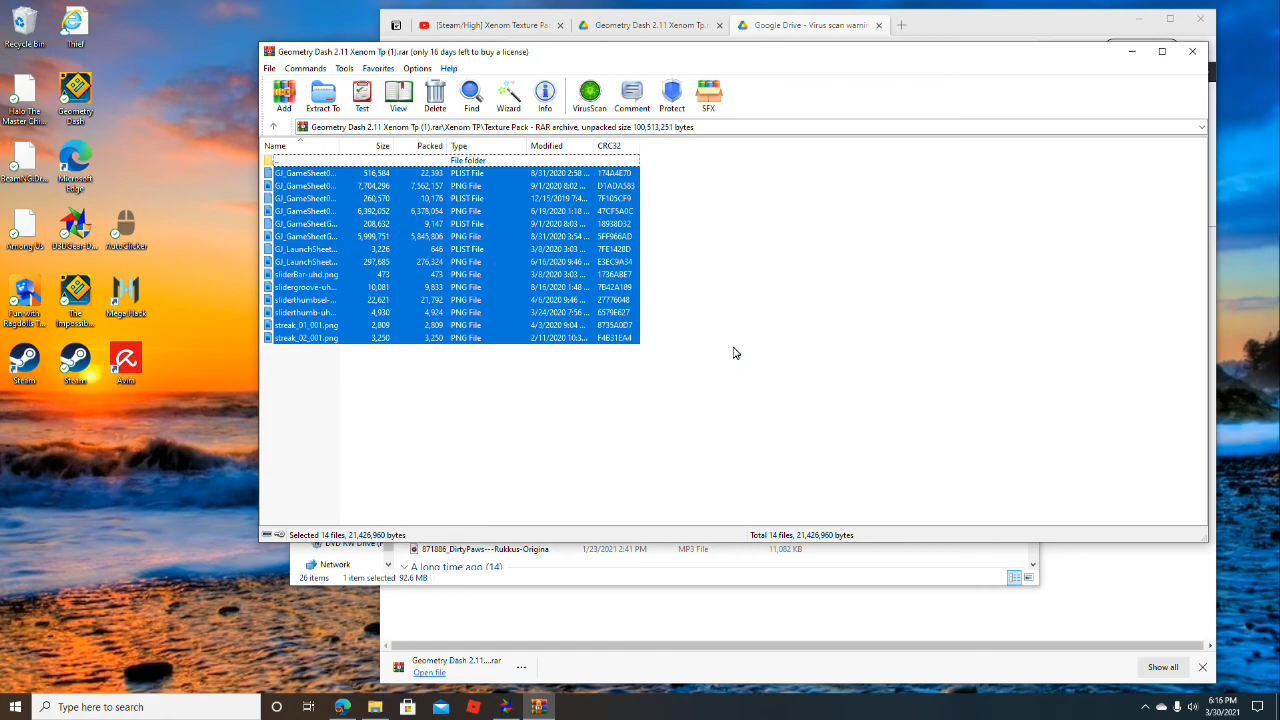 [Steam/High] Xenom Texture Pa
Geometry Dash 2.11 Xenom Tp.r
Google Drive - Virus scan warnin
Geometry Dash 2.11 Xenom Tp (1).rar (only 16 days left to buy a license)
File Commands Tools Favorites Options Help
Add Extract To Test View Delete Find Wizard Info VirusScan Comment Protect SFX
Geometry Dash 2.11 Xenom Tp (1).rar\Xenom TP\Texture Pack - RAR archive, unpacked size 100,513,251 bytes
Name Size Packed Type Modified CRC32
.. File folder
GJ_GameSheet0... 516,584 22,393 PLIST File 8/31/2020 2:58 ... 174A4E70
GJ_GameSheet0... 7,704,296 7,562,157 PNG File 9/1/2020 8:02 ... D1ADA583
GJ_GameSheet0... 260,570 10,176 PLIST File 12/15/2019 7:4... 7F105CF9
GJ_GameSheet0... 6,392,052 6,378,054 PNG File 6/19/2020 1:18 ... 47CF5A0C
GJ_GameSheetG... 208,632 9,147 PLIST File 9/1/2020 8:03 ... 18938D32
GJ_GameSheetG... 5,999,751 5,845,806 PNG File 8/31/2020 3:54 ... 5FF966AD
GJ_LaunchSheet... 3,226 646 PLIST File 3/8/2020 3:03 ... 7FE1428D
GJ_LaunchSheet... 297,685 276,324 PNG File 6/16/2020 9:46 ... E3EC9A34
sliderBar-uhd.png 473 473 PNG File 3/8/2020 3:03 ... 1736ABE7
slidergroove-uh... 10,081 9,833 PNG File 8/16/2020 1:48 ... 7B42A189
sliderthumbsel-... 22,621 21,792 PNG File 4/6/2020 9:46 ... 27776048
sliderthumb-uh... 4,930 4,924 PNG File 3/24/2020 7:56 ... 6579E627
streak_01_001.png 2,809 2,809 PNG File 4/3/2020 9:04 ... 8735A0D7
streak_02_001.png 3,250 3,250 PNG File 2/11/2020 10:3... F4B31EA4
Selected 14 files, 21,426,960 bytes
Total 14 files, 21,426,960 bytes
871886_DirtyPaws---Rukkus-Origina 1/23/2021 2:41 PM MP3 File 11,082 KB
Network
A long time ago (14)
26 items 1 item selected 92.6 MB
Geometry Dash 2.11....rar
Open file
Show all
Recycle Bin
Thief
Halo The
Master Chi...
Geometry
Dash
BeamNG.Dr...
Microsoft
Edge
Among Us
D3DGear-D...
AutoClicker
Fun with
Ragdolls T...
The
Impossib...
Mega Hack
Steam
Steam
Avira
Type here to search
6:16 PM
3/30/2021